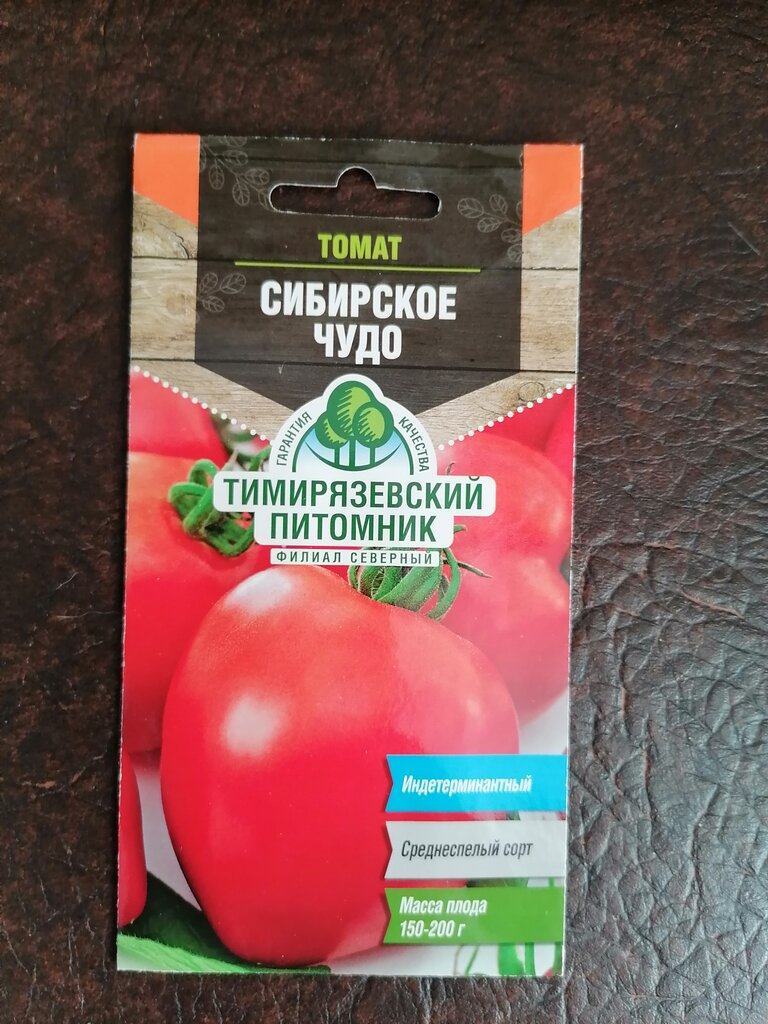 ТОМАТ
СИБИРСКОЕ
ЧУДО
ГАРАНТИЯ КАЧЕСТВА
ТИМИРЯЗЕВСКИЙ
ПИТОМНИК
ФИЛИАЛ СЕВЕРНЫЙ
Индетерминантный
Среднеспелый сорт
Масса плода
150-200 г